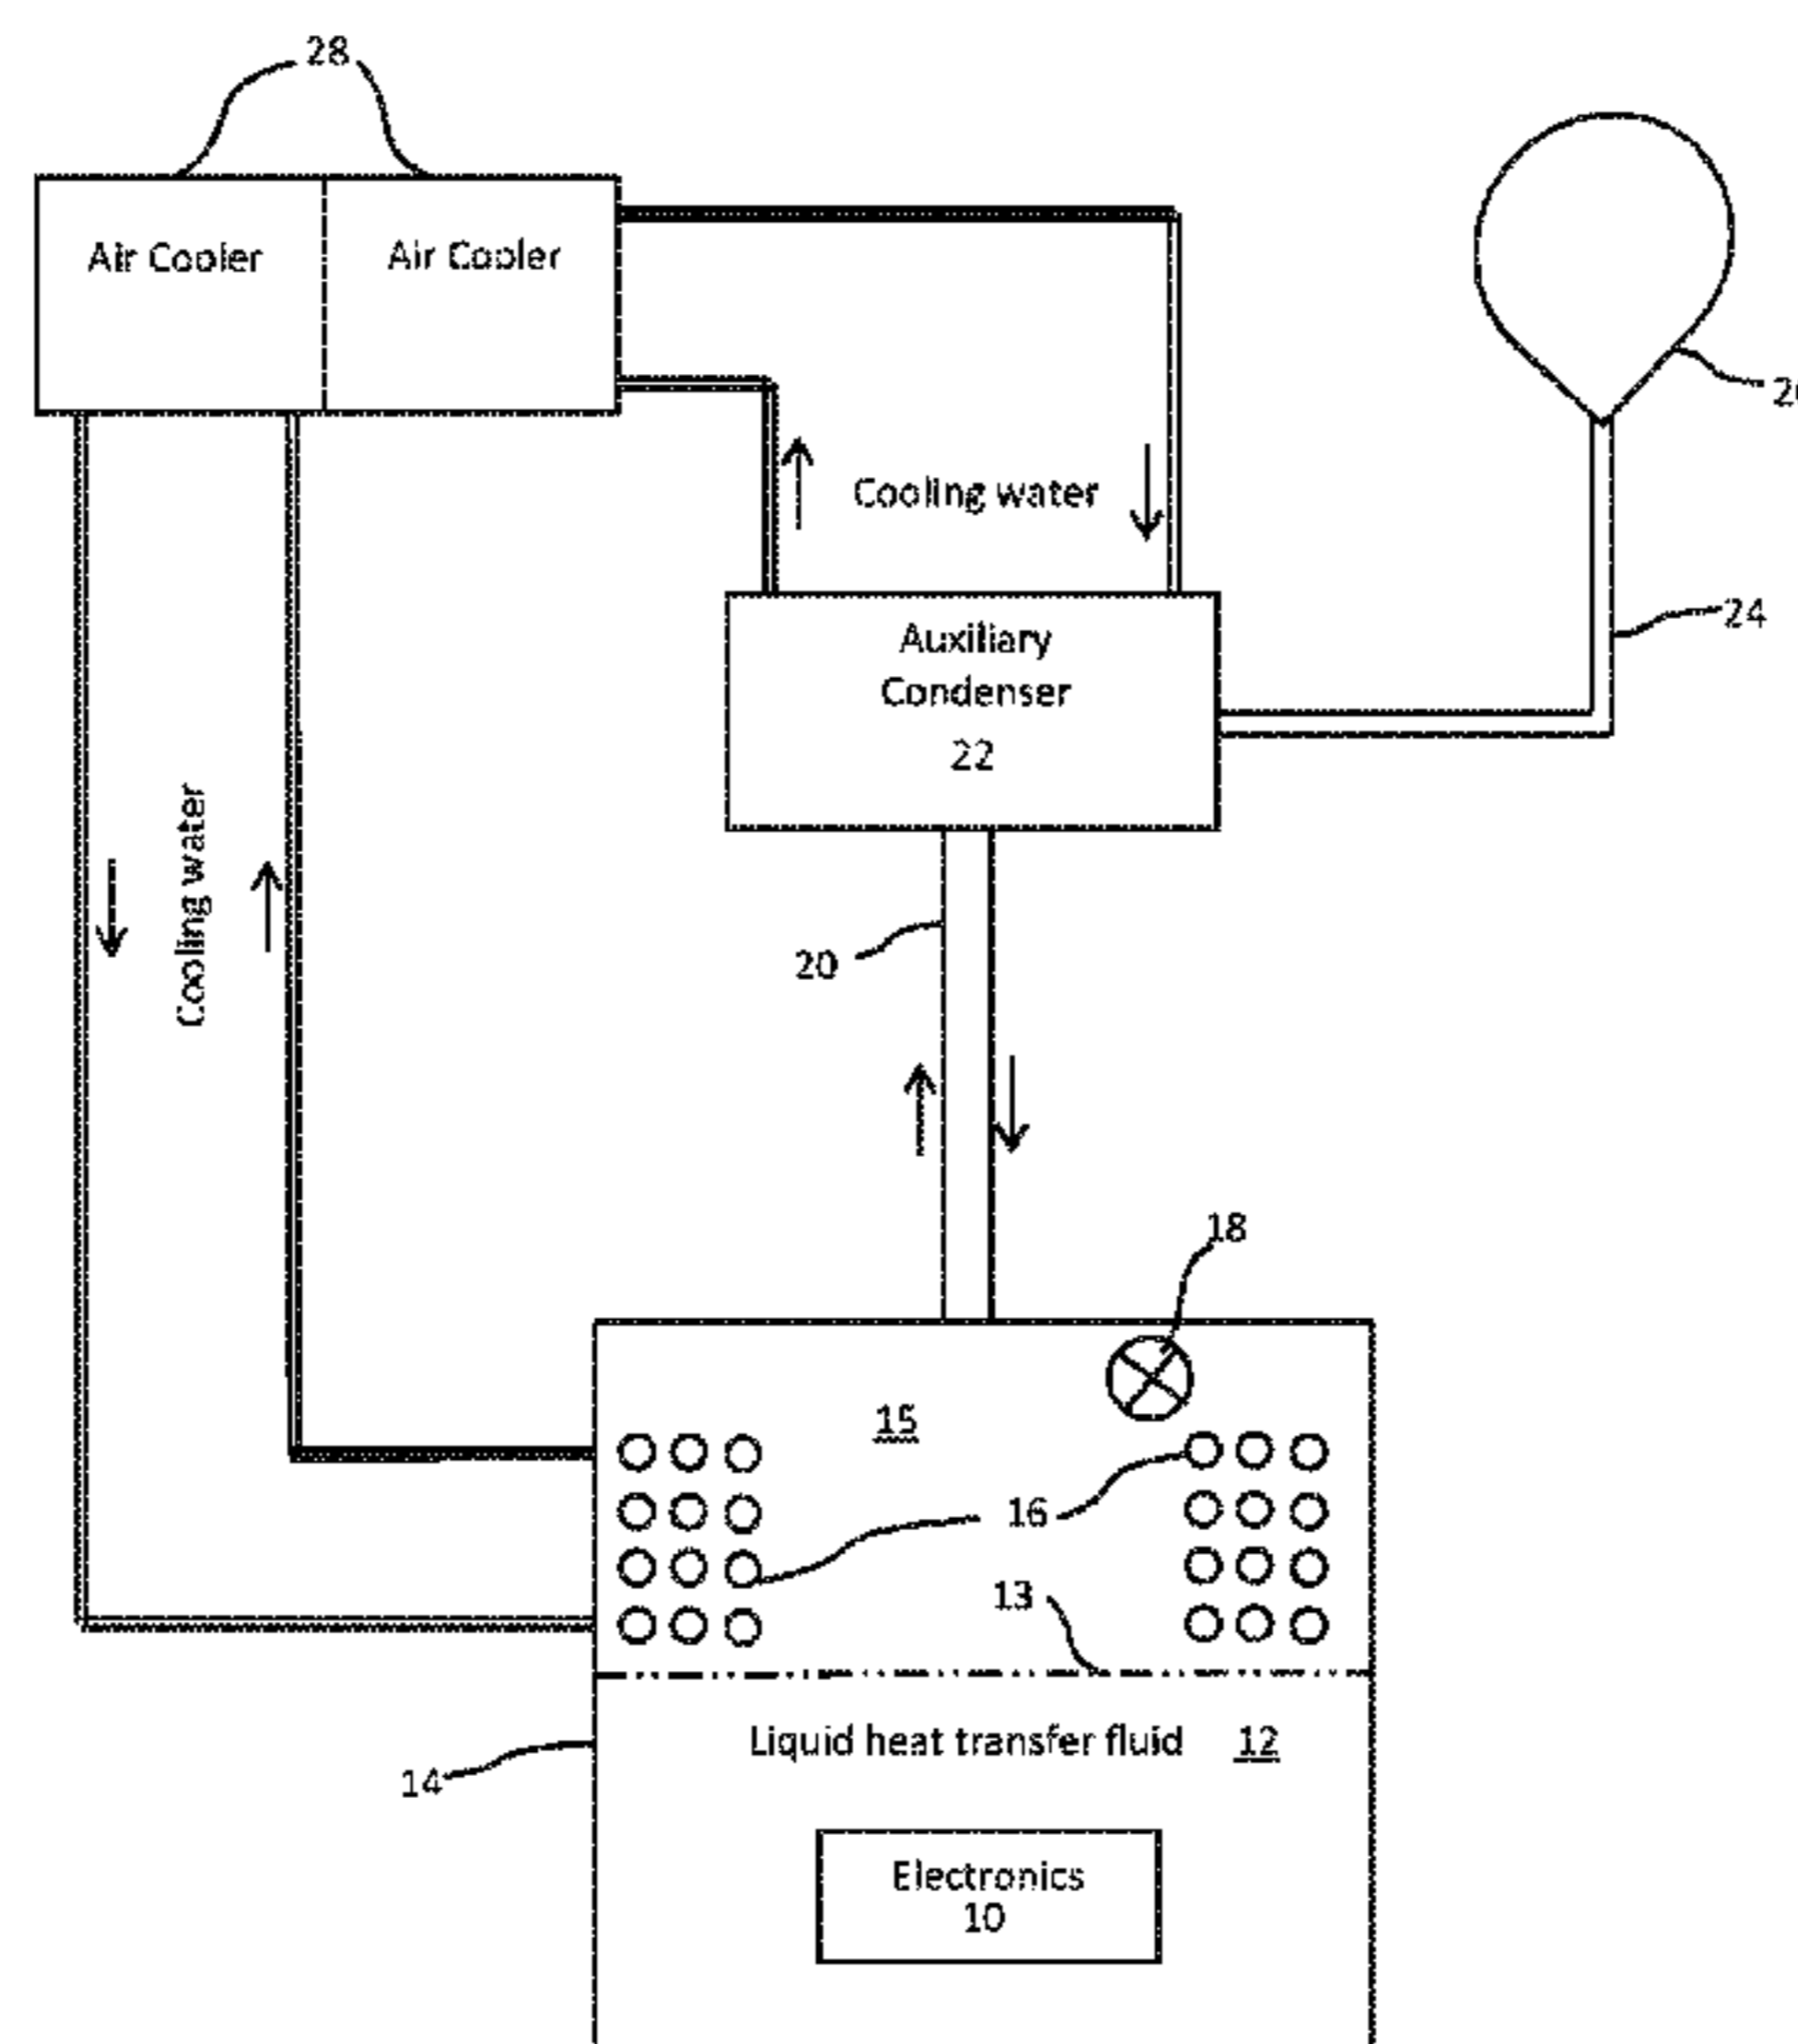 28
Air Cooler
Air Cooler
Cooling water
24
Auxiliary
Condenser
22
Cooling water
20
18
15
16
13
Liquid heat transfer fluid 12
14
Electronics
10